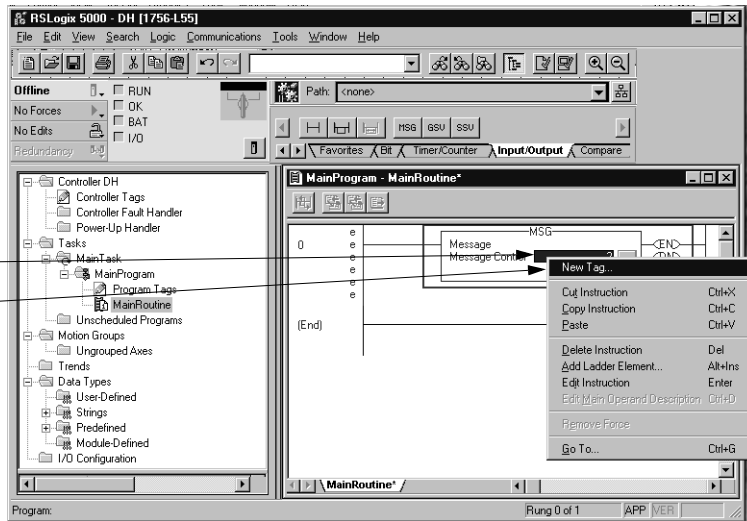 RSLogix 5000 - DH [1756-L55]
File Edit View Search Logic Communications Tools Window Help
Offline RUN
No Forces OK
No Edits BAT
Redundancy I/O
Path: <none>
MSG GSV SSV
Favorites Bit Timer/Counter Input/Output Compare
Controller DH
Controller Tags
Controller Fault Handler
Power-Up Handler
Tasks
MainTask
MainProgram
Program Tags
MainRoutine
Unscheduled Programs
Motion Groups
Ungrouped Axes
Trends
Data Types
User-Defined
Strings
Predefined
Module-Defined
I/O Configuration
MainProgram - MainRoutine*
0
e
e
e
e
e
e
MSG
Message
Message Control ?
EN
(End)
New Tag...
Cut Instruction Ctrl+X
Copy Instruction Ctrl+C
Paste Ctrl+V
Delete Instruction Del
Add Ladder Element... Alt+Ins
Edit Instruction Enter
Edit Main Operand Description Ctrl+D
Remove Force
Go To... Ctrl+G
MainRoutine*
Program: Rung 0 of 1 APP VER